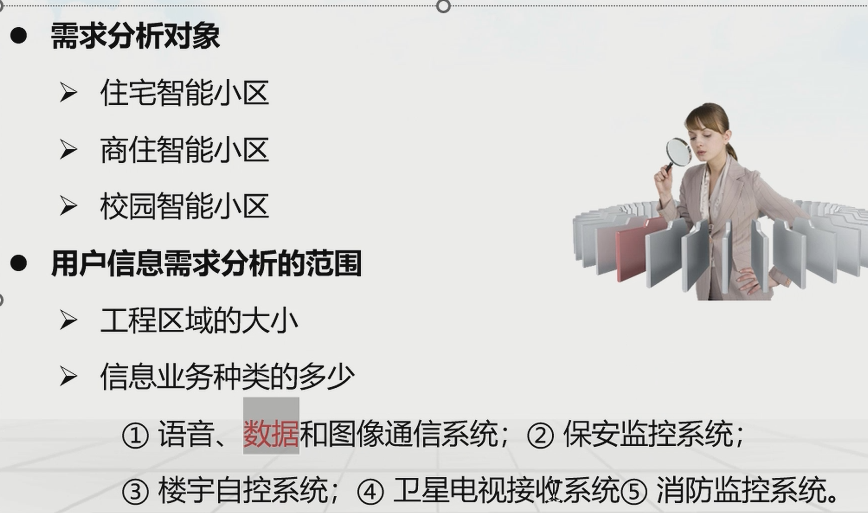 ● 需求分析对象
➢ 住宅智能小区
➢ 商住智能小区
➢ 校园智能小区
● 用户信息需求分析的范围
➢ 工程区域的大小
➢ 信息业务种类的多少
① 语音、数据和图像通信系统；② 保安监控系统；
③ 楼宇自控系统；④ 卫星电视接收系统⑤ 消防监控系统。